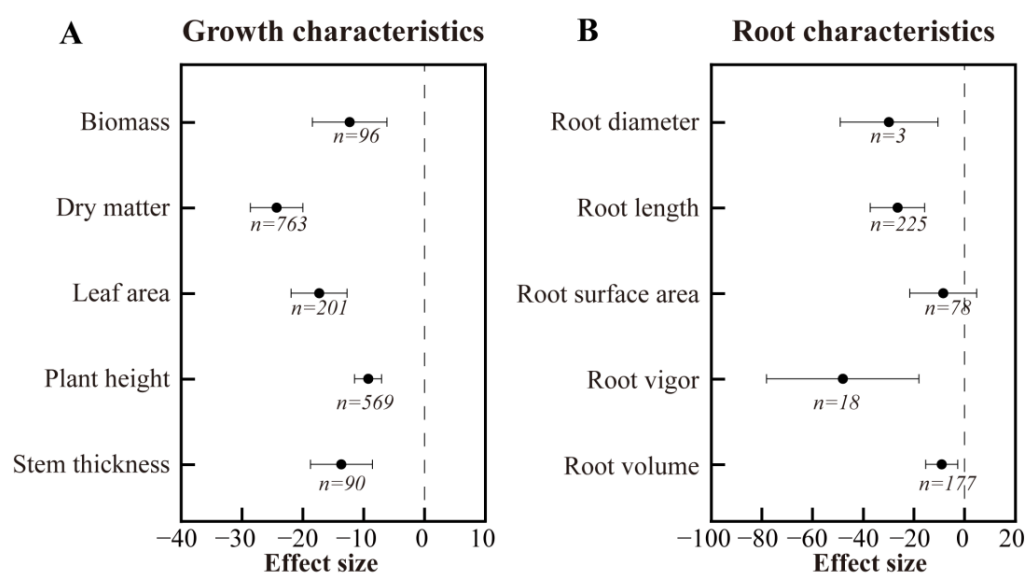 A Growth characteristics
Biomass
n=96
Dry matter
n=763
Leaf area
n=201
Plant height
n=569
Stem thickness
n=90
−40 −30 −20 −10 0 10
Effect size
B Root characteristics
Root diameter
n=3
Root length
n=225
Root surface area
n=78
Root vigor
n=18
Root volume
n=177
−100 −80 −60 −40 −20 0 20
Effect size